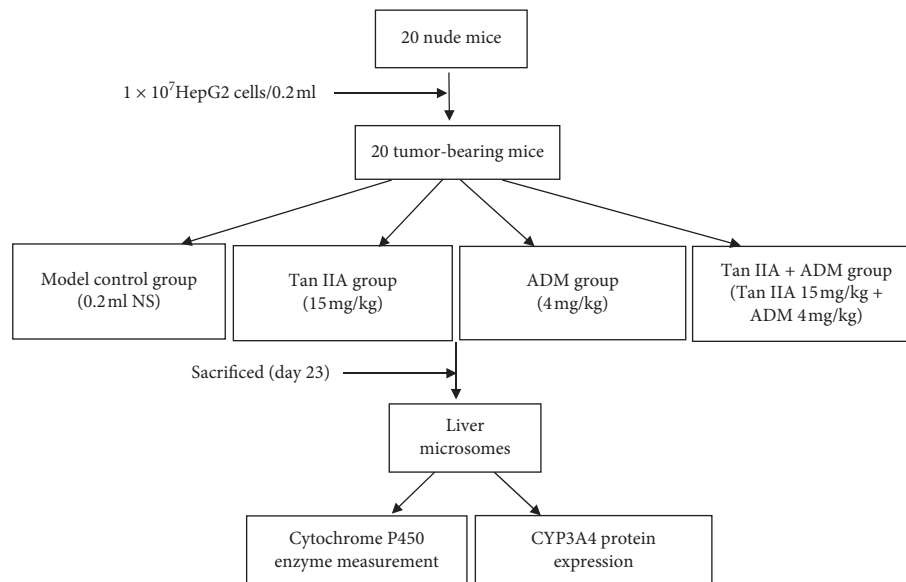 20 nude mice
1 × 10⁷HepG2 cells/0.2 ml
20 tumor-bearing mice
Model control group
(0.2 ml NS)
Tan IIA group
(15 mg/kg)
ADM group
(4 mg/kg)
Tan IIA + ADM group
(Tan IIA 15 mg/kg +
ADM 4 mg/kg)
Sacrificed (day 23)
Liver
microsomes
Cytochrome P450
enzyme measurement
CYP3A4 protein
expression